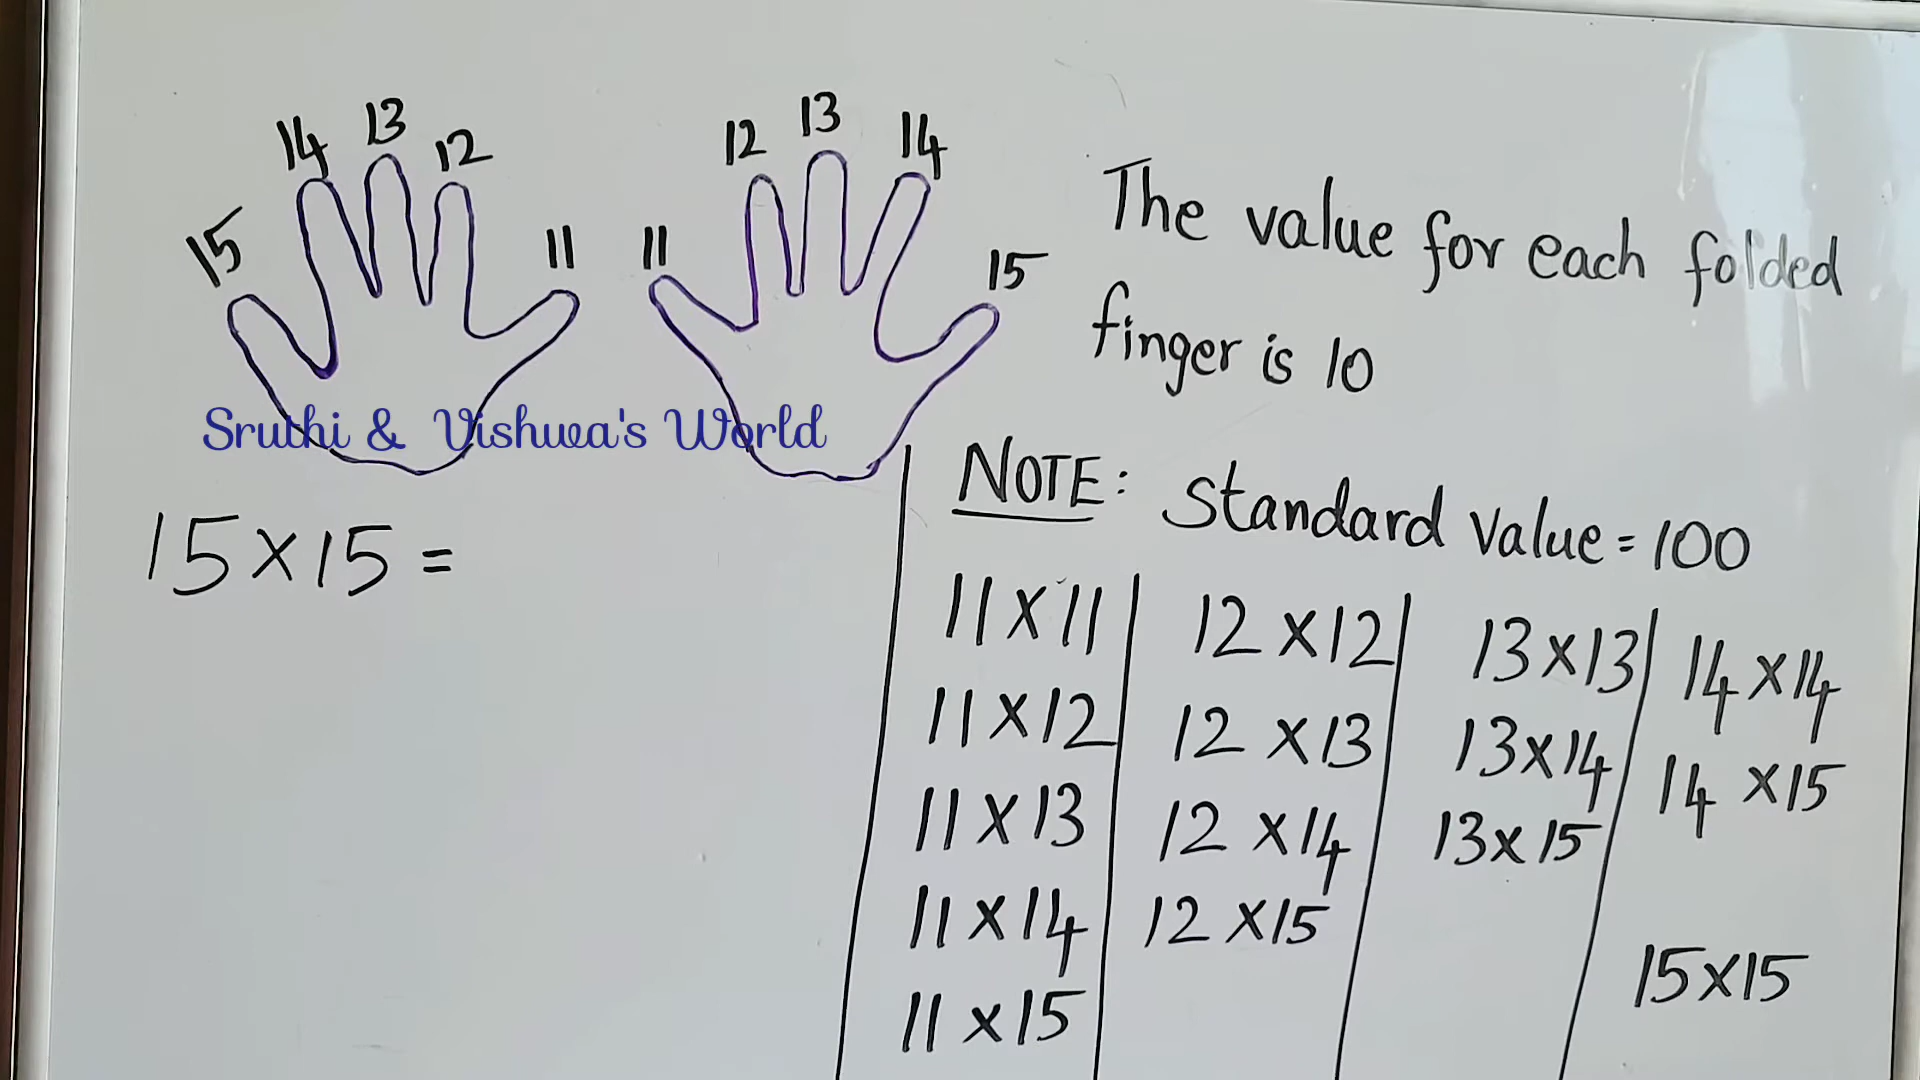 15 14 13 12 11
11 12 13 14 15
Sruthi & Vishwa's World
15×15=
The value for each folded
finger is 10
NOTE: Standard value=100
11×11 12×12 13×13 14×14
11×12 12×13 13×14 14×15
11×13 12×14 13×15
11×14 12×15 15×15
11×15